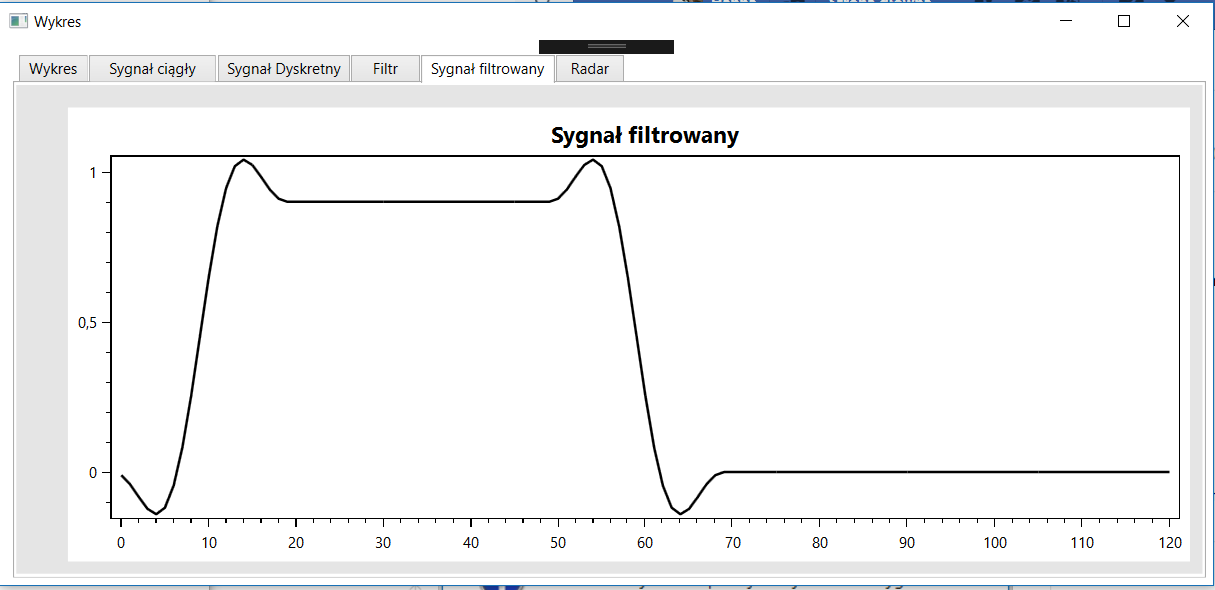 Wykres
Wykres Sygnał ciągły Sygnał Dyskretny Filtr Sygnał filtrowany Radar
Sygnał filtrowany
1
0,5
0
0 10 20 30 40 50 60 70 80 90 100 110 120